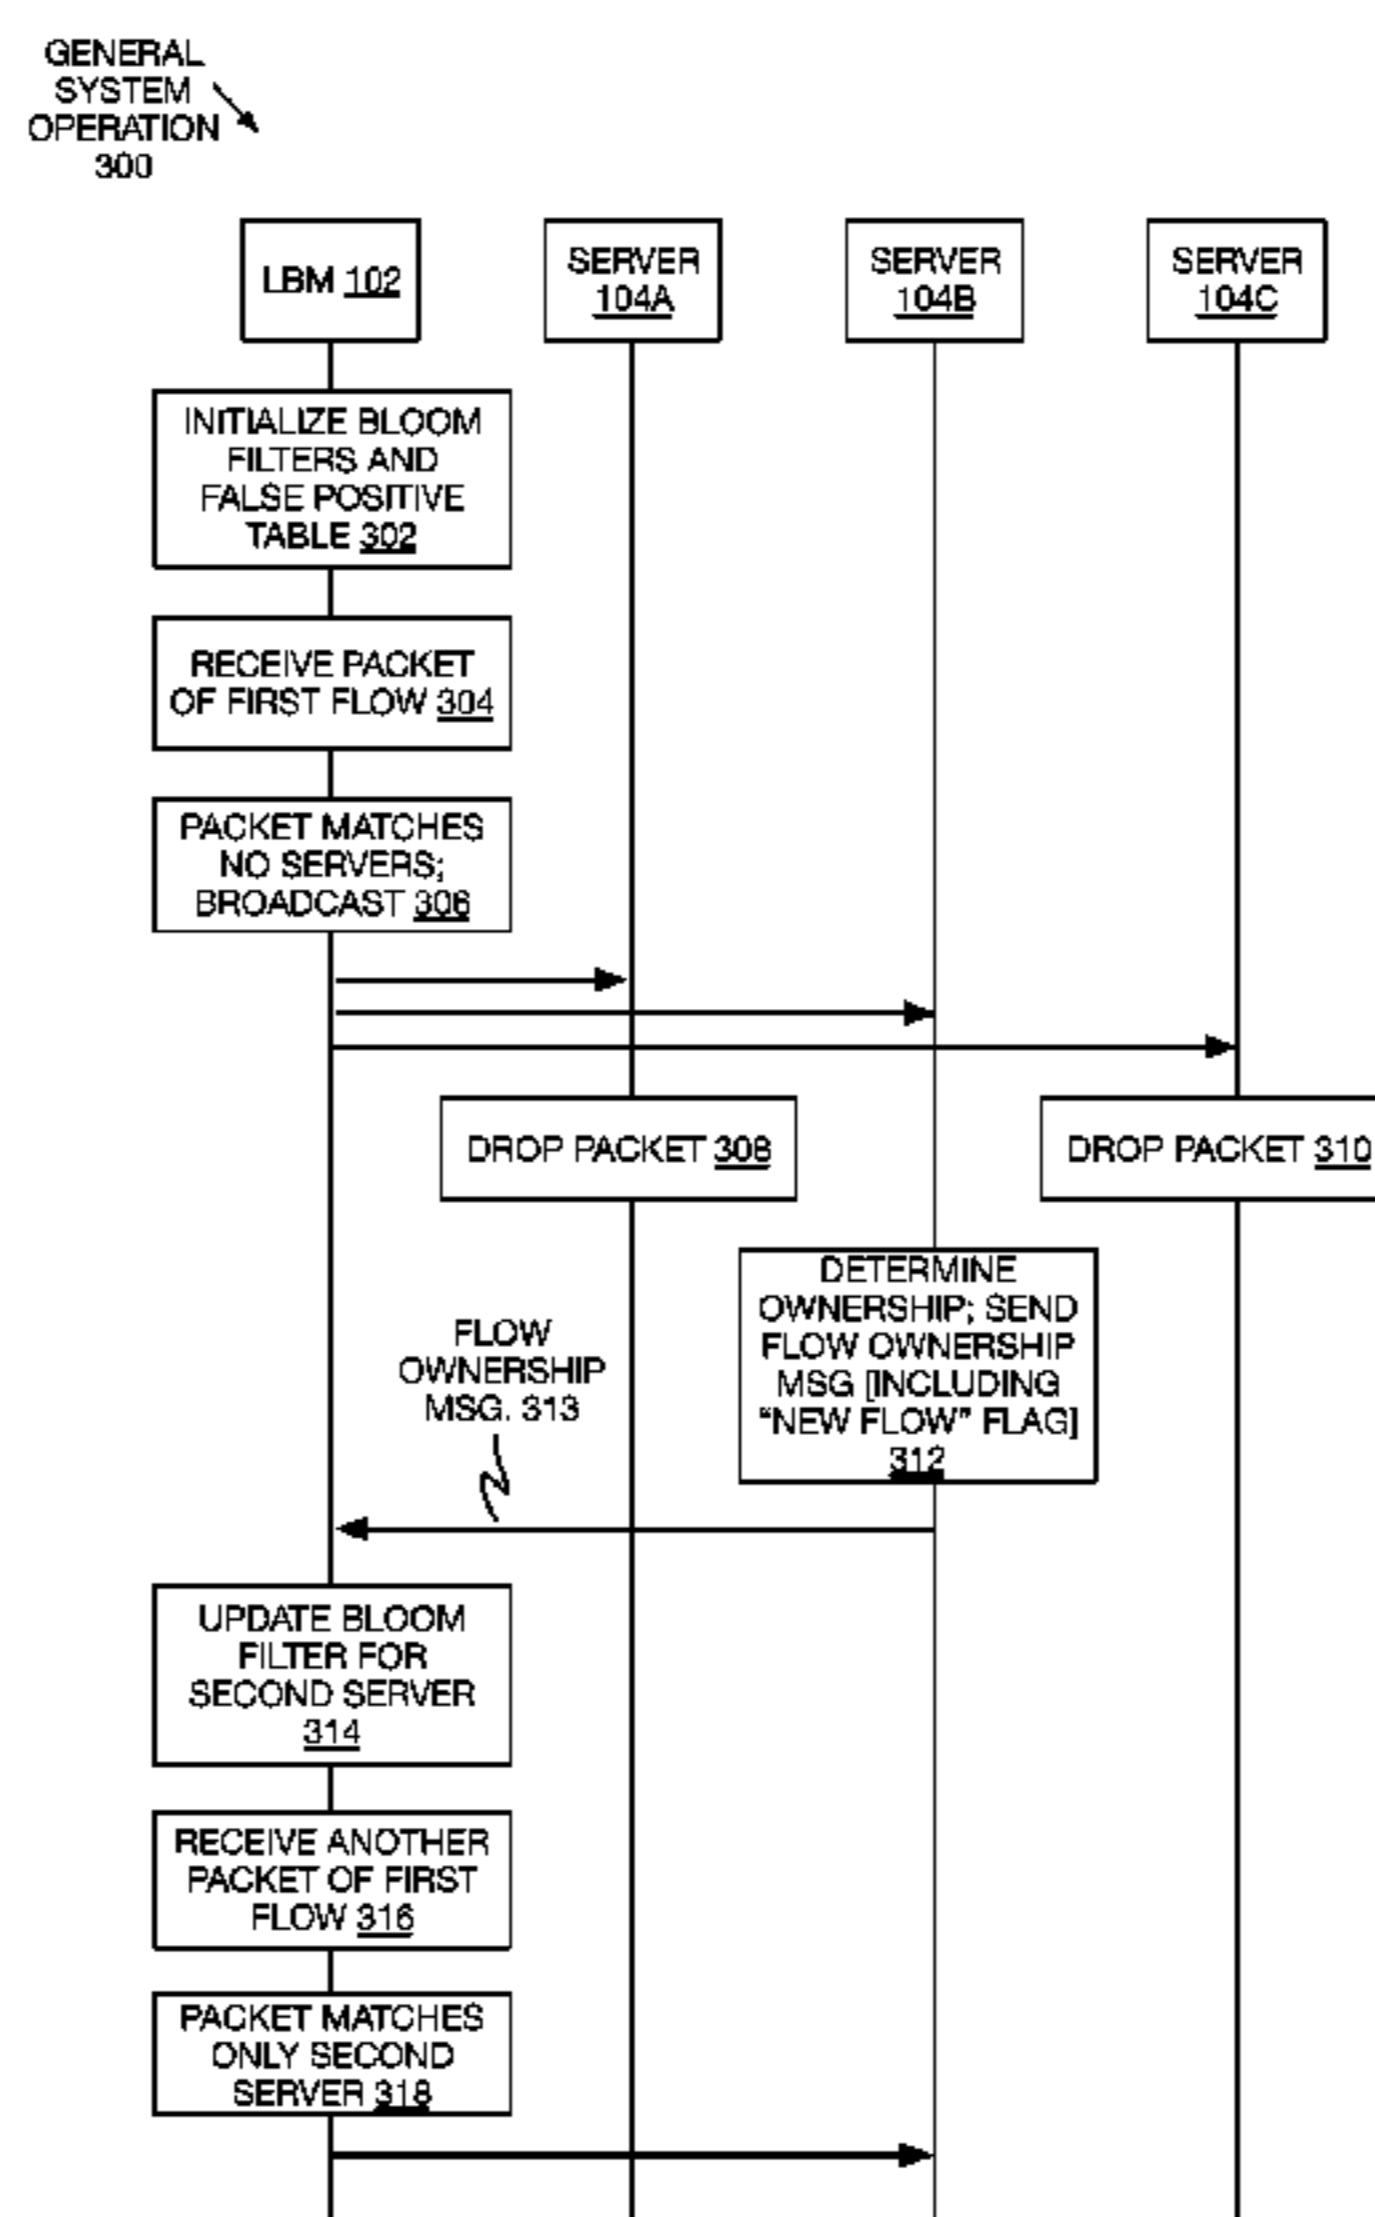 GENERAL
SYSTEM
OPERATION
300
LBM 102
SERVER
104A
SERVER
104B
SERVER
104C
INITIALIZE BLOOM
FILTERS AND
FALSE POSITIVE
TABLE 302
RECEIVE PACKET
OF FIRST FLOW 304
PACKET MATCHES
NO SERVERS;
BROADCAST 306
DROP PACKET 308
DROP PACKET 310
DETERMINE
OWNERSHIP; SEND
FLOW OWNERSHIP
MSG [INCLUDING
“NEW FLOW” FLAG]
312
FLOW
OWNERSHIP
MSG. 313
UPDATE BLOOM
FILTER FOR
SECOND SERVER
314
RECEIVE ANOTHER
PACKET OF FIRST
FLOW 316
PACKET MATCHES
ONLY SECOND
SERVER 318